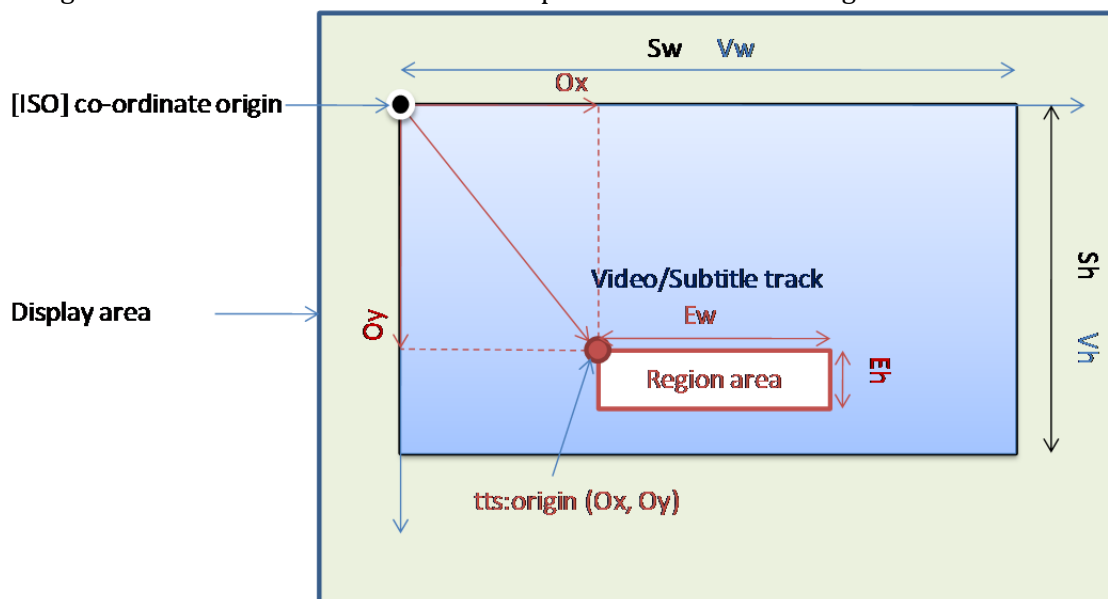 Sw Vw
Ox
[ISO] co-ordinate origin
Sh
Video/Subtitle track
Display area
Oy
Ew
Vh
Region area
Eh
tts:origin (Ox, Oy)